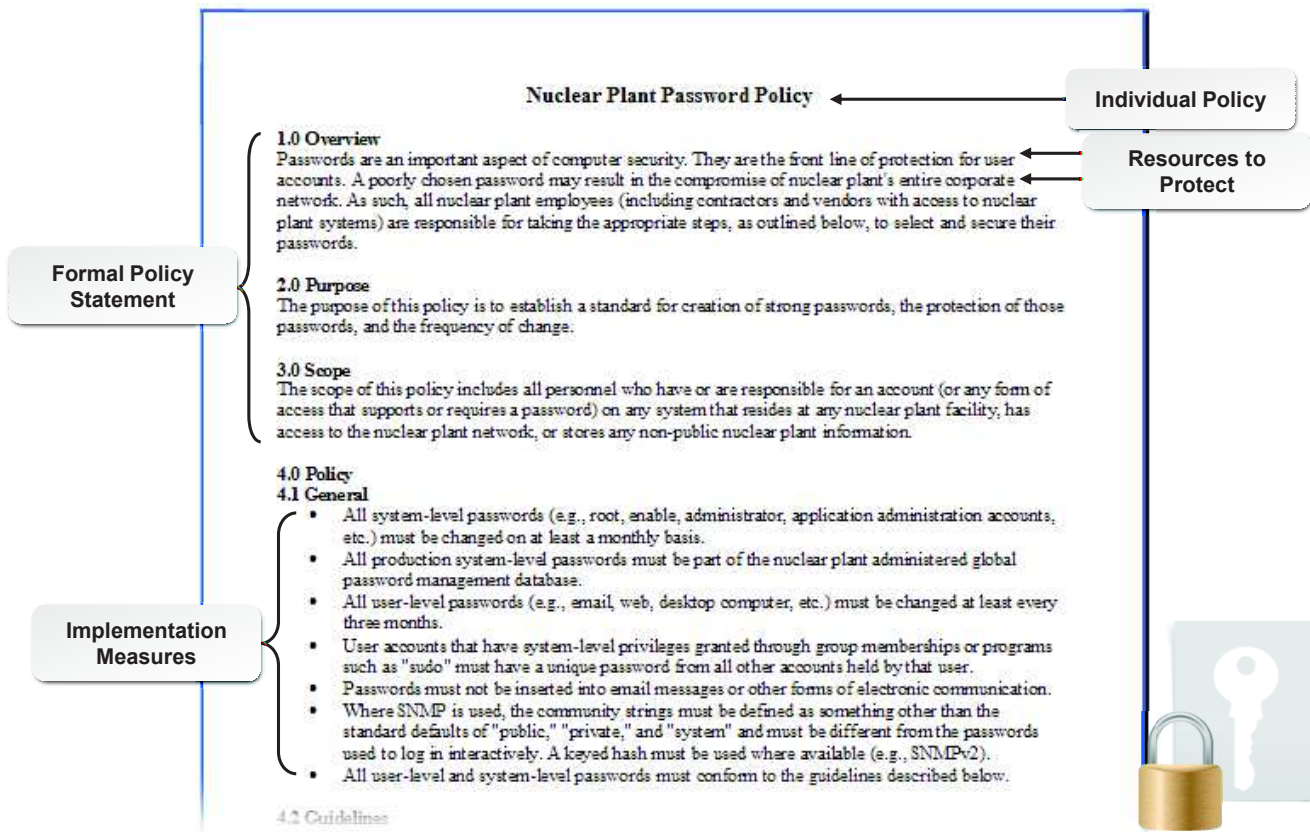 Nuclear Plant Password Policy
Individual Policy
1.0 Overview
Passwords are an important aspect of computer security. They are the front line of protection for user
accounts. A poorly chosen password may result in the compromise of nuclear plant's entire corporate
network. As such, all nuclear plant employees (including contractors and vendors with access to nuclear
plant systems) are responsible for taking the appropriate steps, as outlined below, to select and secure their
passwords.
Resources to
Protect
Formal Policy
Statement
2.0 Purpose
The purpose of this policy is to establish a standard for creation of strong passwords, the protection of those
passwords, and the frequency of change.
3.0 Scope
The scope of this policy includes all personnel who have or are responsible for an account (or any form of
access that supports or requires a password) on any system that resides at any nuclear plant facility, has
access to the nuclear plant network, or stores any non-public nuclear plant information.
4.0 Policy
4.1 General
• All system-level passwords (e.g., root, enable, administrator, application administration accounts,
etc.) must be changed on at least a monthly basis.
• All production system-level passwords must be part of the nuclear plant administered global
password management database.
• All user-level passwords (e.g., email, web, desktop computer, etc.) must be changed at least every
three months.
• User accounts that have system-level privileges granted through group memberships or programs
such as "sudo" must have a unique password from all other accounts held by that user.
• Passwords must not be inserted into email messages or other forms of electronic communication.
• Where SNMP is used, the community strings must be defined as something other than the
standard defaults of "public," "private," and "system" and must be different from the passwords
used to log in interactively. A keyed hash must be used where available (e.g., SNMPv2).
• All user-level and system-level passwords must conform to the guidelines described below.
Implementation
Measures
4.2 Guidelines